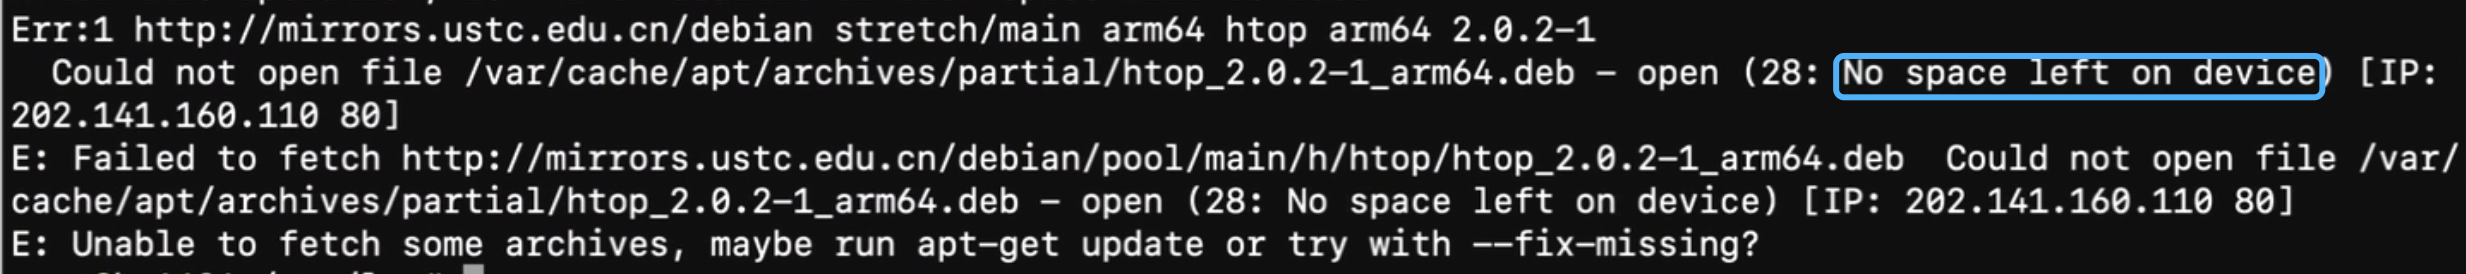 Err:1 http://mirrors.ustc.edu.cn/debian stretch/main arm64 htop arm64 2.0.2-1
Could not open file /var/cache/apt/archives/partial/htop_2.0.2-1_arm64.deb - open (28: No space left on device) [IP:
202.141.160.110 80]
E: Failed to fetch http://mirrors.ustc.edu.cn/debian/pool/main/h/htop/htop_2.0.2-1_arm64.deb  Could not open file /var/
cache/apt/archives/partial/htop_2.0.2-1_arm64.deb - open (28: No space left on device) [IP: 202.141.160.110 80]
E: Unable to fetch some archives, maybe run apt-get update or try with --fix-missing?